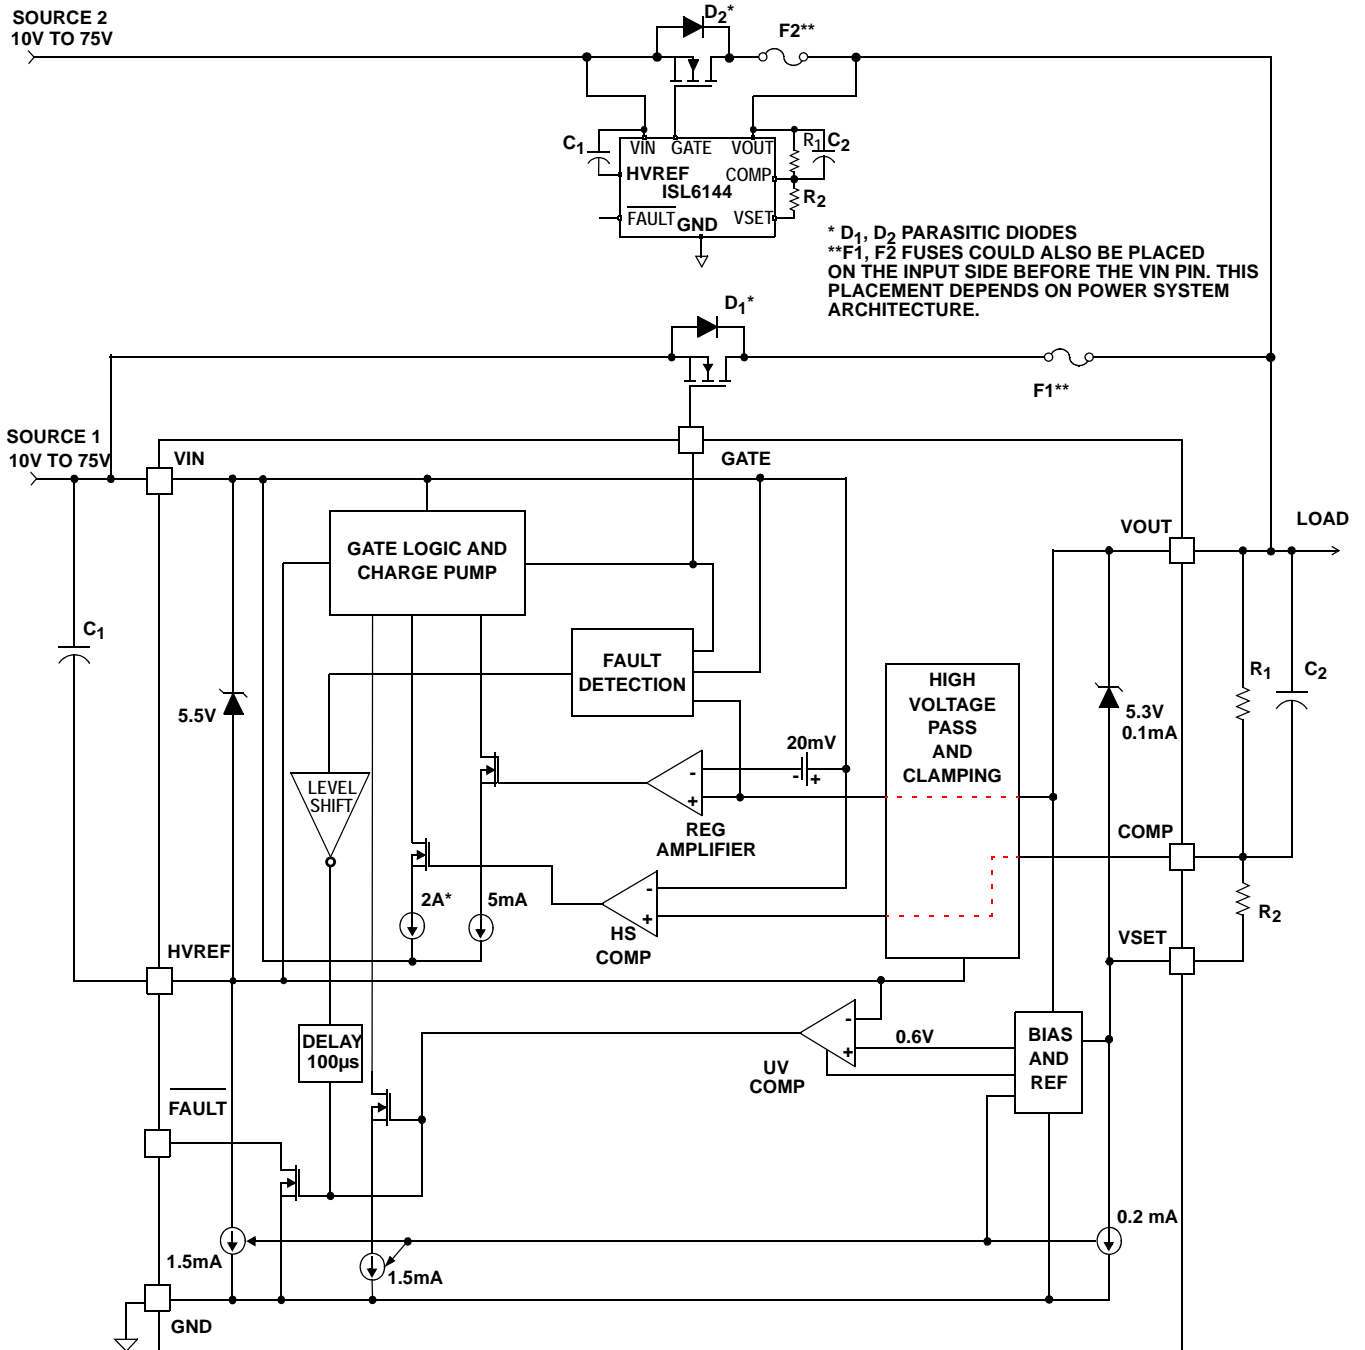 SOURCE 2
10V TO 75V
D2*
F2**
C1
VIN GATE VOUT
R1
C2
HVREF
COMP
ISL6144
R2
FAULT
GND
VSET
* D1, D2 PARASITIC DIODES
**F1, F2 FUSES COULD ALSO BE PLACED
ON THE INPUT SIDE BEFORE THE VIN PIN. THIS
PLACEMENT DEPENDS ON POWER SYSTEM
ARCHITECTURE.
D1*
F1**
SOURCE 1
10V TO 75V
VIN
GATE
VOUT
LOAD
GATE LOGIC AND
CHARGE PUMP
C1
FAULT
DETECTION
HIGH
VOLTAGE
PASS
AND
CLAMPING
R1
C2
5.5V
5.3V
0.1mA
20mV
- +
LEVEL
SHIFT
-
+
REG
AMPLIFIER
COMP
2A*
5mA
-
+
HS
COMP
R2
HVREF
VSET
DELAY
100µs
-
+
0.6V
UV
COMP
BIAS
AND
REF
FAULT
0.2 mA
1.5mA
1.5mA
GND